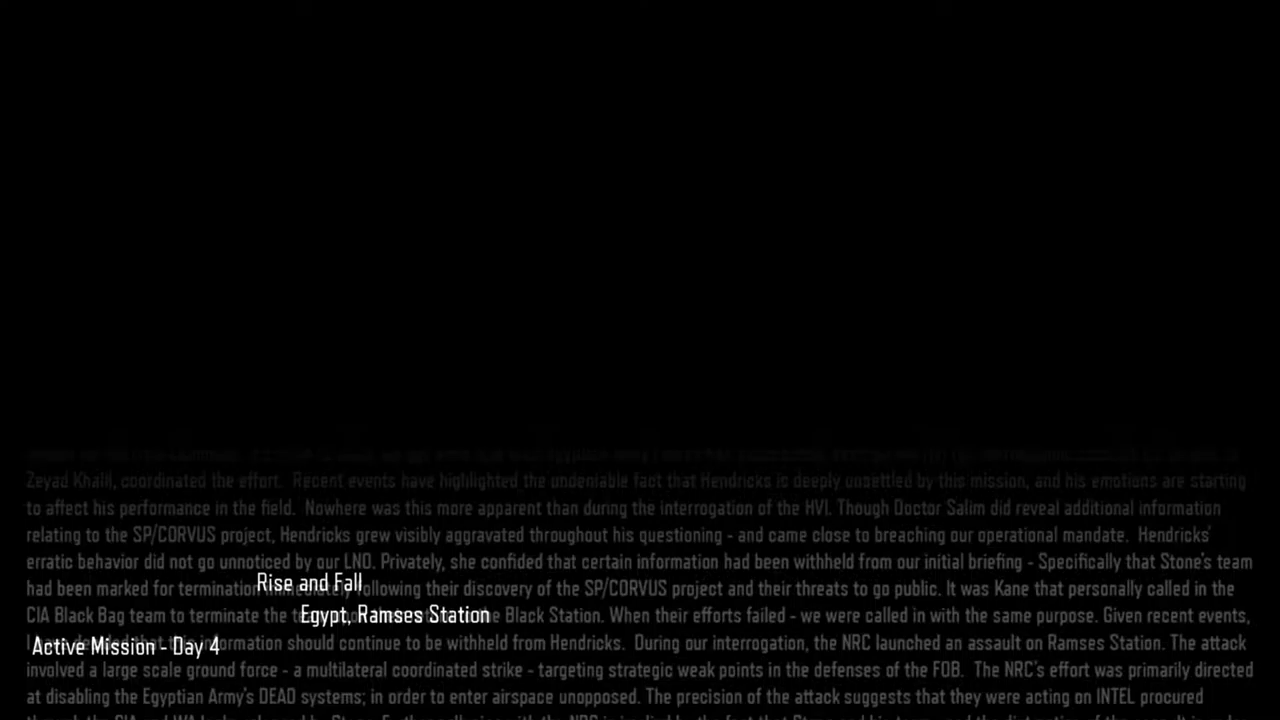 Zeyad Khalil, coordinated the effort. Recent events have highlighted the undeniable fact that Hendricks is deeply unsettled by this mission, and his emotions are starting
to affect his performance in the field. Nowhere was this more apparent than during the interrogation of the HVI. Though Doctor Salim did reveal additional information
relating to the SP/CORVUS project, Hendricks grew visibly aggravated throughout his questioning - and came close to breaching our operational mandate. Hendricks'
erratic behavior did not go unnoticed by our LNO. Privately, she confided that certain information had been withheld from our initial briefing - Specifically that Stone's team
Rise and Fall
had been marked for termination following their discovery of the SP/CORVUS project and their threats to go public. It was Kane that personally called in the
Egypt, Ramses Station
CIA Black Bag team to terminate the Black Station. When their efforts failed - we were called in with the same purpose. Given recent events,
Active Mission - Day 4
information should continue to be withheld from Hendricks. During our interrogation, the NRC launched an assault on Ramses Station. The attack
involved a large scale ground force - a multilateral coordinated strike - targeting strategic weak points in the defenses of the FOB. The NRC's effort was primarily directed
at disabling the Egyptian Army's DEAD systems; in order to enter airspace unopposed. The precision of the attack suggests that they were acting on INTEL procured